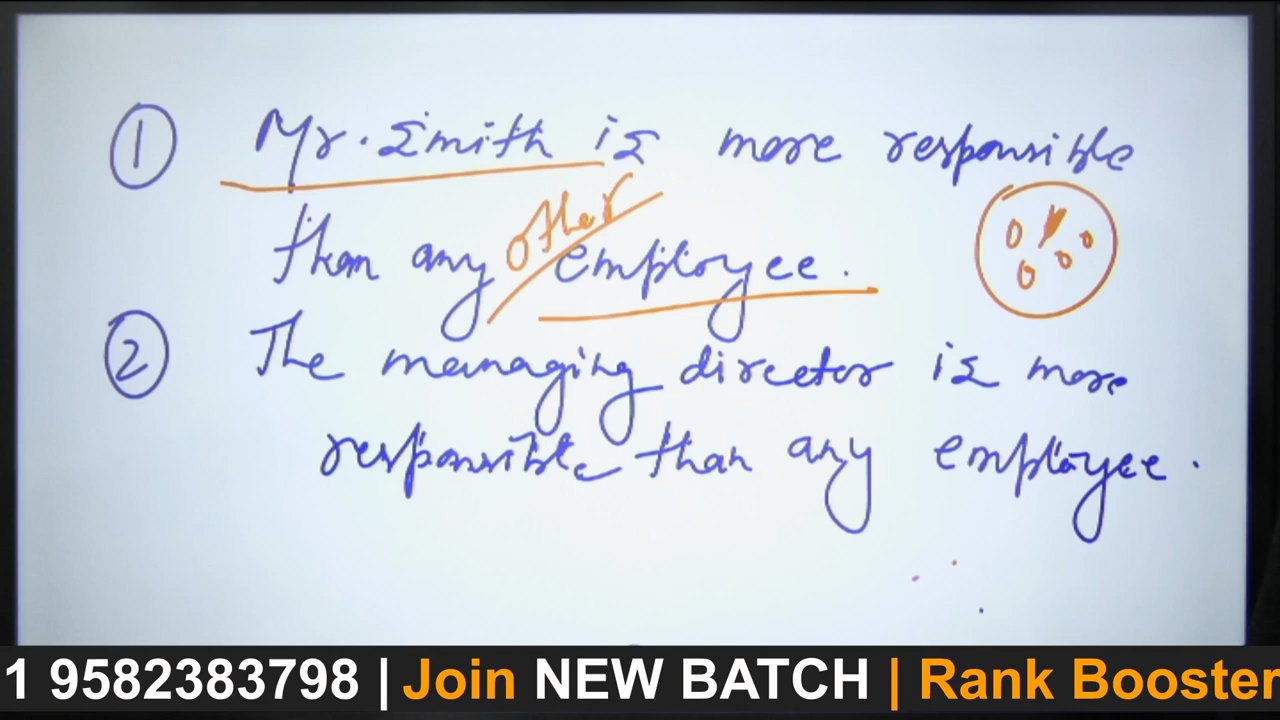 ① Mr. Smith is more responsible
other
than any employee.
② The managing director is more
responsible than any employee.
1 9582383798 | Join NEW BATCH | Rank Booster